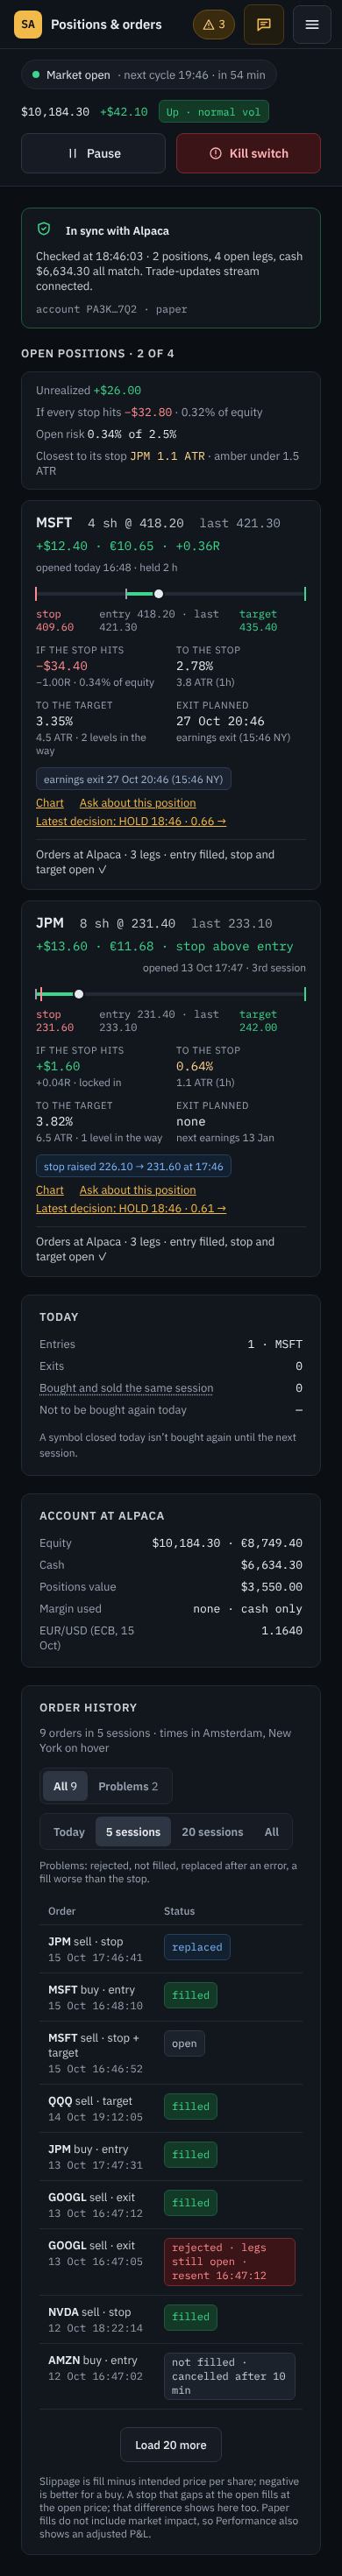 SA Positions & orders 3
Market open · next cycle 19:46 · in 54 min
$10,184.30 +$42.10 Up · normal vol
Pause Kill switch
In sync with Alpaca
Checked at 18:46:03 · 2 positions, 4 open legs, cash
$6,634.30 all match. Trade-updates stream
connected.
account PA3K…7Q2 · paper
OPEN POSITIONS · 2 OF 4
Unrealized +$26.00
If every stop hits −$32.80 · 0.32% of equity
Open risk 0.34% of 2.5%
Closest to its stop JPM 1.1 ATR · amber under 1.5
ATR
MSFT 4 sh @ 418.20 last 421.30
+$12.40 · €10.65 · +0.36R
opened today 16:48 · held 2 h
stop entry 418.20 · last target
409.60 421.30 435.40
IF THE STOP HITS TO THE STOP
−$34.40 2.78%
−1.00R · 0.34% of equity 3.8 ATR (1h)
TO THE TARGET EXIT PLANNED
3.35% 27 Oct 20:46
4.5 ATR · 2 levels in the earnings exit (15:46 NY)
way
earnings exit 27 Oct 20:46 (15:46 NY)
Chart Ask about this position
Latest decision: HOLD 18:46 · 0.66 →
Orders at Alpaca · 3 legs · entry filled, stop and
target open ✓
JPM 8 sh @ 231.40 last 233.10
+$13.60 · €11.68 · stop above entry
opened 13 Oct 17:47 · 3rd session
stop entry 231.40 · last target
231.60 233.10 242.00
IF THE STOP HITS TO THE STOP
+$1.60 0.64%
+0.04R · locked in 1.1 ATR (1h)
TO THE TARGET EXIT PLANNED
3.82% none
6.5 ATR · 1 level in the way next earnings 13 Jan
stop raised 226.10 → 231.60 at 17:46
Chart Ask about this position
Latest decision: HOLD 18:46 · 0.61 →
Orders at Alpaca · 3 legs · entry filled, stop and
target open ✓
TODAY
Entries 1 · MSFT
Exits 0
Bought and sold the same session 0
Not to be bought again today —
A symbol closed today isn't bought again until the next
session.
ACCOUNT AT ALPACA
Equity $10,184.30 · €8,749.40
Cash $6,634.30
Positions value $3,550.00
Margin used none · cash only
EUR/USD (ECB, 15 1.1640
Oct)
ORDER HISTORY
9 orders in 5 sessions · times in Amsterdam, New
York on hover
All 9 Problems 2
Today 5 sessions 20 sessions All
Problems: rejected, not filled, replaced after an error, a
fill worse than the stop.
Order Status
JPM sell · stop replaced
15 Oct 17:46:41
MSFT buy · entry filled
15 Oct 16:48:10
MSFT sell · stop + open
target
15 Oct 16:46:52
QQQ sell · target filled
14 Oct 19:12:05
JPM buy · entry filled
13 Oct 17:47:31
GOOGL sell · exit filled
13 Oct 16:47:12
GOOGL sell · exit rejected · legs
13 Oct 16:47:05 still open ·
resent 16:47:12
NVDA sell · stop filled
12 Oct 18:22:14
AMZN buy · entry not filled ·
12 Oct 16:47:02 cancelled after 10
min
Load 20 more
Slippage is fill minus intended price per share; negative
is better for a buy. A stop that gaps at the open fills at
the open price; that difference shows here too. Paper
fills do not include market impact, so Performance also
shows an adjusted P&L.